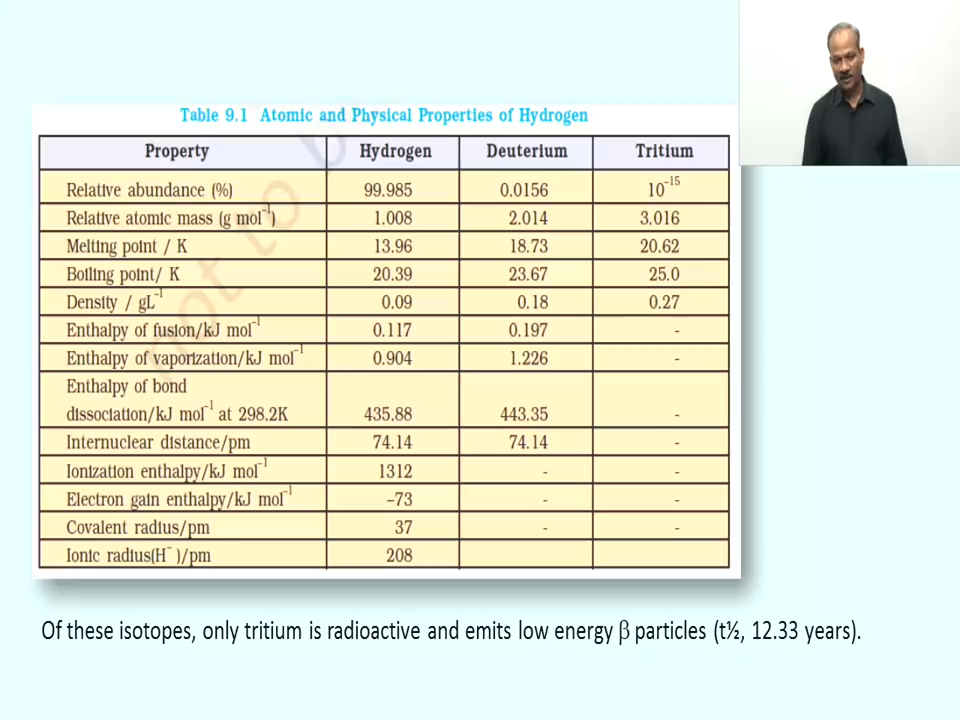 Table 9.1 Atomic and Physical Properties of Hydrogen
Property Hydrogen Deuterium Tritium
Relative abundance (%) 99.985 0.0156 10⁻¹⁵
Relative atomic mass (g mol⁻¹) 1.008 2.014 3.016
Melting point / K 13.96 18.73 20.62
Boiling point/ K 20.39 23.67 25.0
Density / gL⁻¹ 0.09 0.18 0.27
Enthalpy of fusion/kJ mol⁻¹ 0.117 0.197 -
Enthalpy of vaporization/kJ mol⁻¹ 0.904 1.226 -
Enthalpy of bond
dissociation/kJ mol⁻¹ at 298.2K 435.88 443.35 -
Internuclear distance/pm 74.14 74.14 -
Ionization enthalpy/kJ mol⁻¹ 1312 - -
Electron gain enthalpy/kJ mol⁻¹ –73 - -
Covalent radius/pm 37 - -
Ionic radius(H⁻ )/pm 208
not to
Of these isotopes, only tritium is radioactive and emits low energy β particles (t½, 12.33 years).